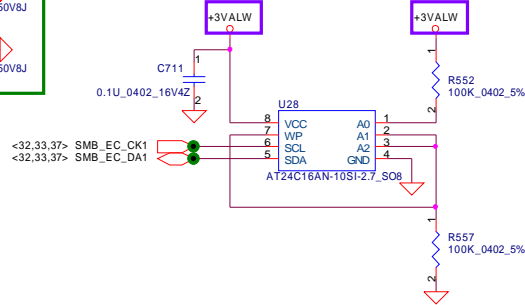 50V8J
50V8J
+3VALW
+3VALW
1
C711
0.1U_0402_16V4Z
2
1
R552
100K_0402_5%
2
U28
8 VCC A0 1
7 WP A1 2
6 SCL A2 3
5 SDA GND 4
AT24C16AN-10SI-2.7_SO8
<32,33,37> SMB_EC_CK1
<32,33,37> SMB_EC_DA1
1
R557
100K_0402_5%
2